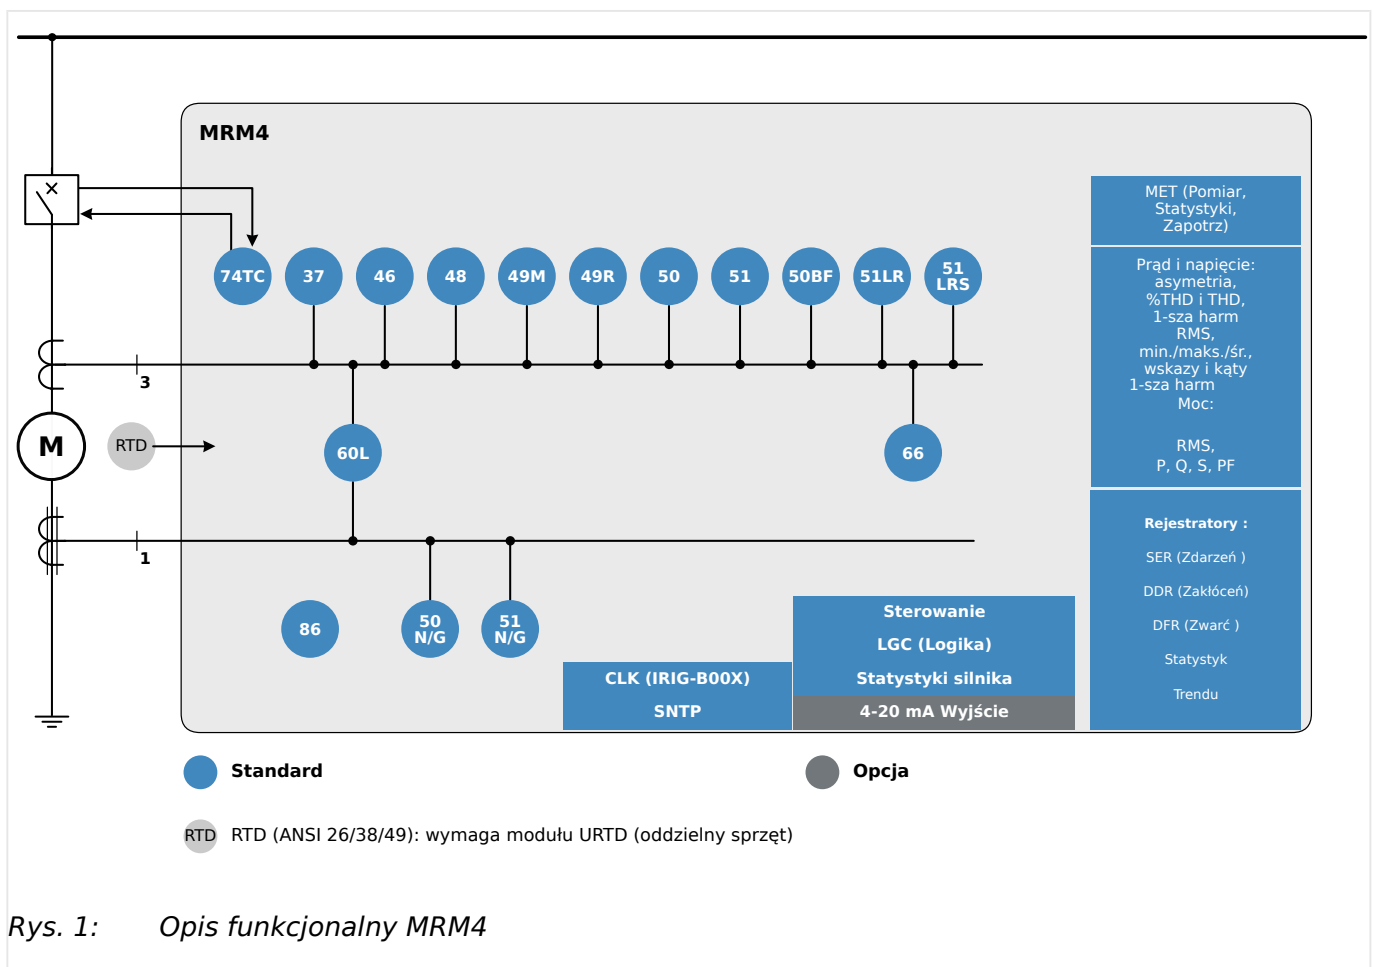 MRM4
74TC
37
46
48
49M
49R
50
51
50BF
51LR
51
LRS
3
M
RTD
60L
66
1
86
50
N/G
51
N/G
MET (Pomiar,
Statystyki,
Zapotrz)
Prąd i napięcie:
asymetria,
%THD i THD,
1-sza harm
RMS,
min./maks./śr.,
wskazy i kąty
1-sza harm
Moc:
RMS,
P, Q, S, PF
Rejestratory :
SER (Zdarzeń )
DDR (Zakłóceń)
DFR (Zwarć )
Statystyk
Trendu
Sterowanie
LGC (Logika)
Statystyki silnika
4-20 mA Wyjście
CLK (IRIG-B00X)
SNTP
Standard
Opcja
RTD RTD (ANSI 26/38/49): wymaga modułu URTD (oddzielny sprzęt)
Rys. 1: Opis funkcjonalny MRM4